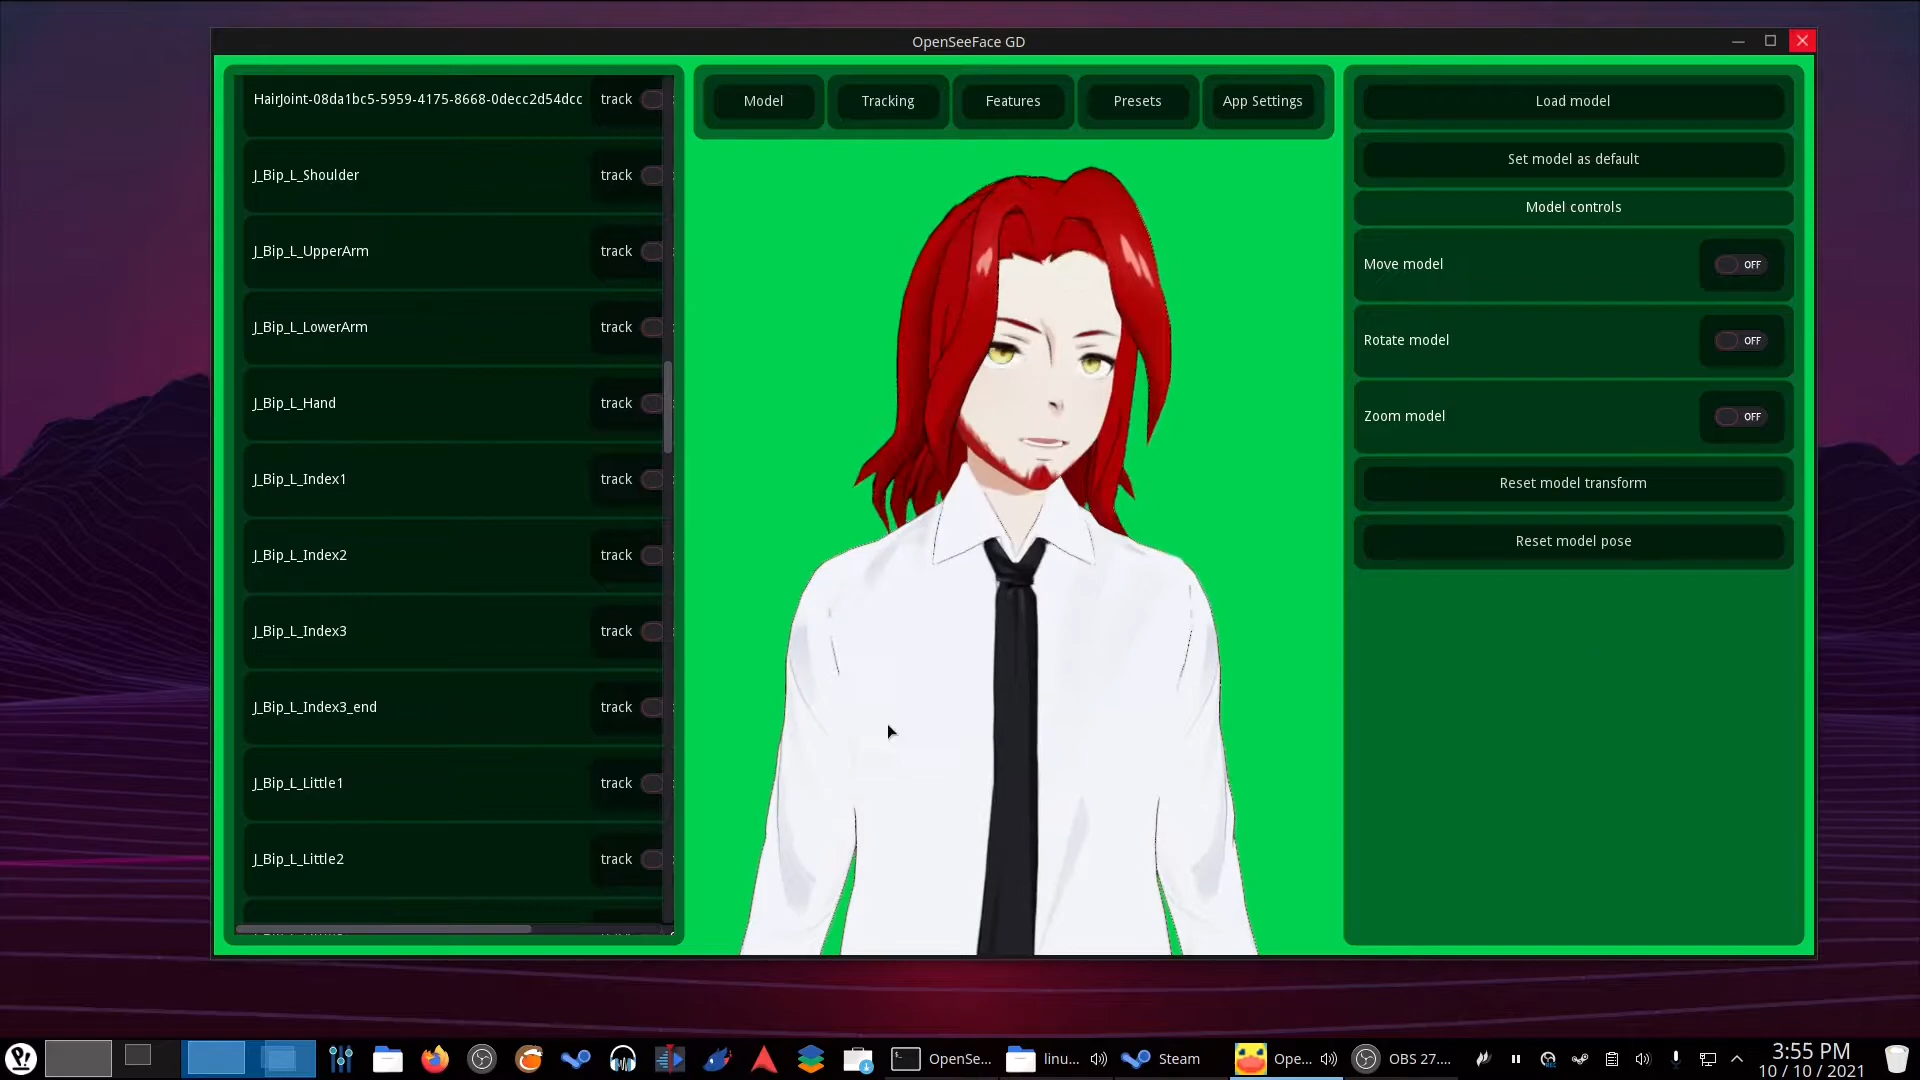 OpenSeeFace GD
HairJoint-08da1bc5-5959-4175-8668-0decc2d54dcc track
J_Bip_L_Shoulder track
J_Bip_L_UpperArm track
J_Bip_L_LowerArm track
J_Bip_L_Hand track
J_Bip_L_Index1 track
J_Bip_L_Index2 track
J_Bip_L_Index3 track
J_Bip_L_Index3_end track
J_Bip_L_Little1 track
J_Bip_L_Little2 track
Model Tracking Features Presets App Settings
Load model
Set model as default
Model controls
Move model OFF
Rotate model OFF
Zoom model OFF
Reset model transform
Reset model pose
OpenSe... linu... Steam Ope... OBS 27....
3:55 PM
10/10/2021